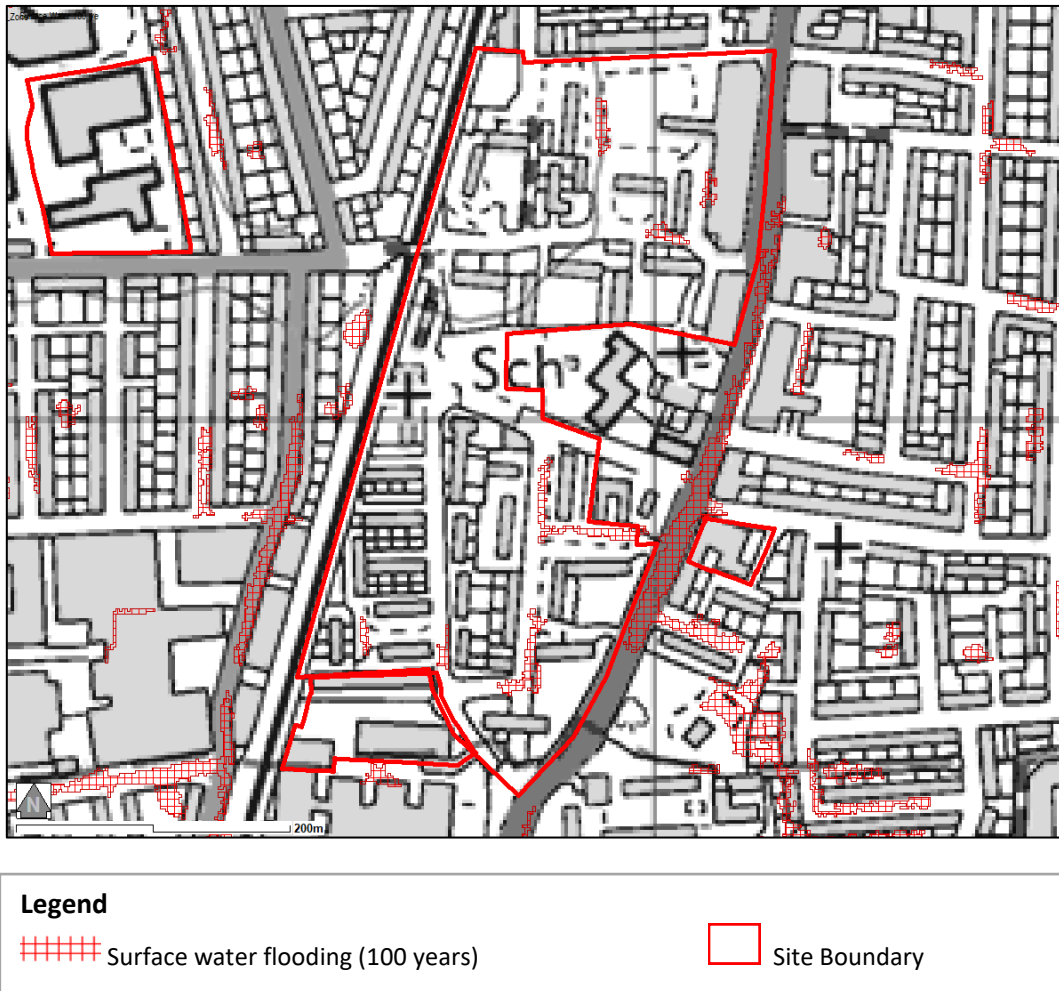 Sch
N
200m
Legend
Surface water flooding (100 years)
Site Boundary